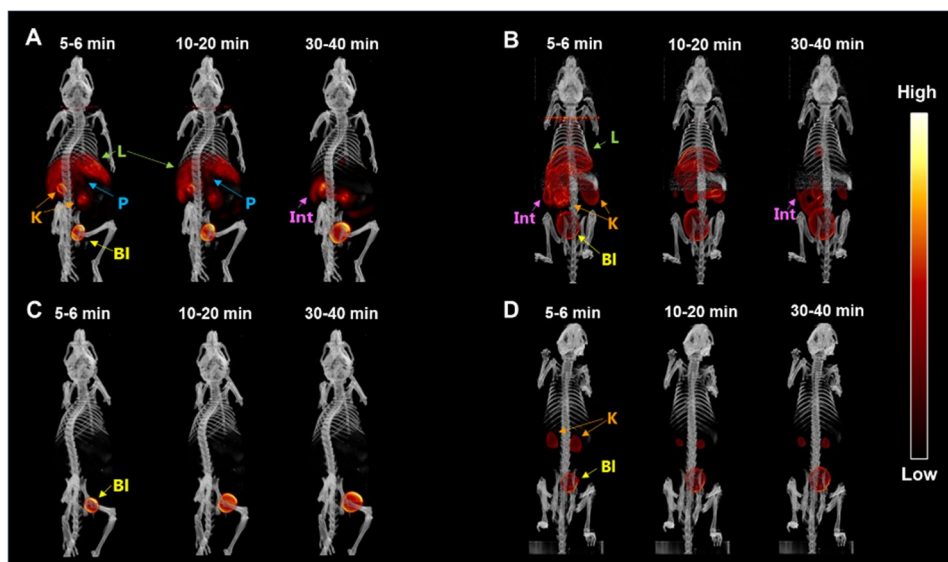 A
5-6 min
10-20 min
30-40 min
L
P
P
K
Int
Bl
B
5-6 min
10-20 min
30-40 min
L
Int
K
Int
Bl
High
Low
C
5-6 min
10-20 min
30-40 min
Bl
D
5-6 min
10-20 min
30-40 min
K
Bl